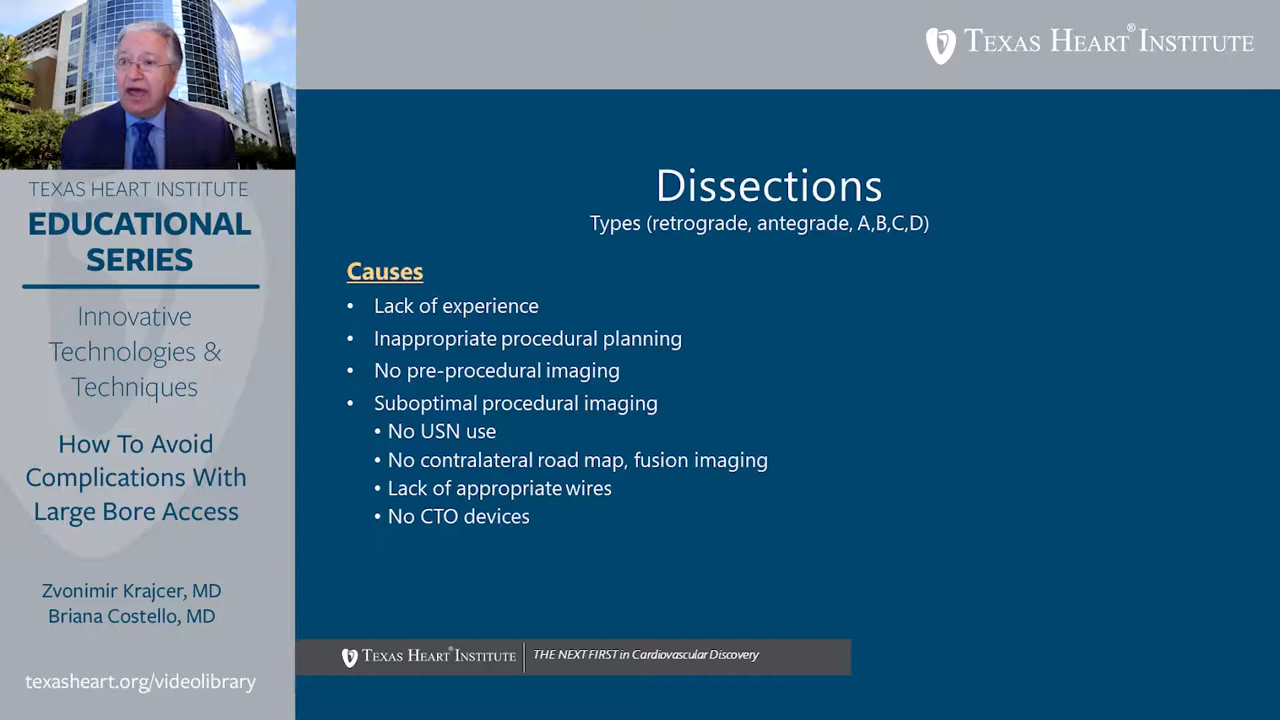 TEXAS HEART® INSTITUTE
TEXAS HEART INSTITUTE
EDUCATIONAL
SERIES
Innovative
Technologies &
Techniques
How To Avoid
Complications With
Large Bore Access
Zvonimir Krajcer, MD
Briana Costello, MD
texasheart.org/videolibrary
Dissections
Types (retrograde, antegrade, A,B,C,D)
Causes
• Lack of experience
• Inappropriate procedural planning
• No pre-procedural imaging
• Suboptimal procedural imaging
• No USN use
• No contralateral road map, fusion imaging
• Lack of appropriate wires
• No CTO devices
TEXAS HEART® INSTITUTE
THE NEXT FIRST in Cardiovascular Discovery